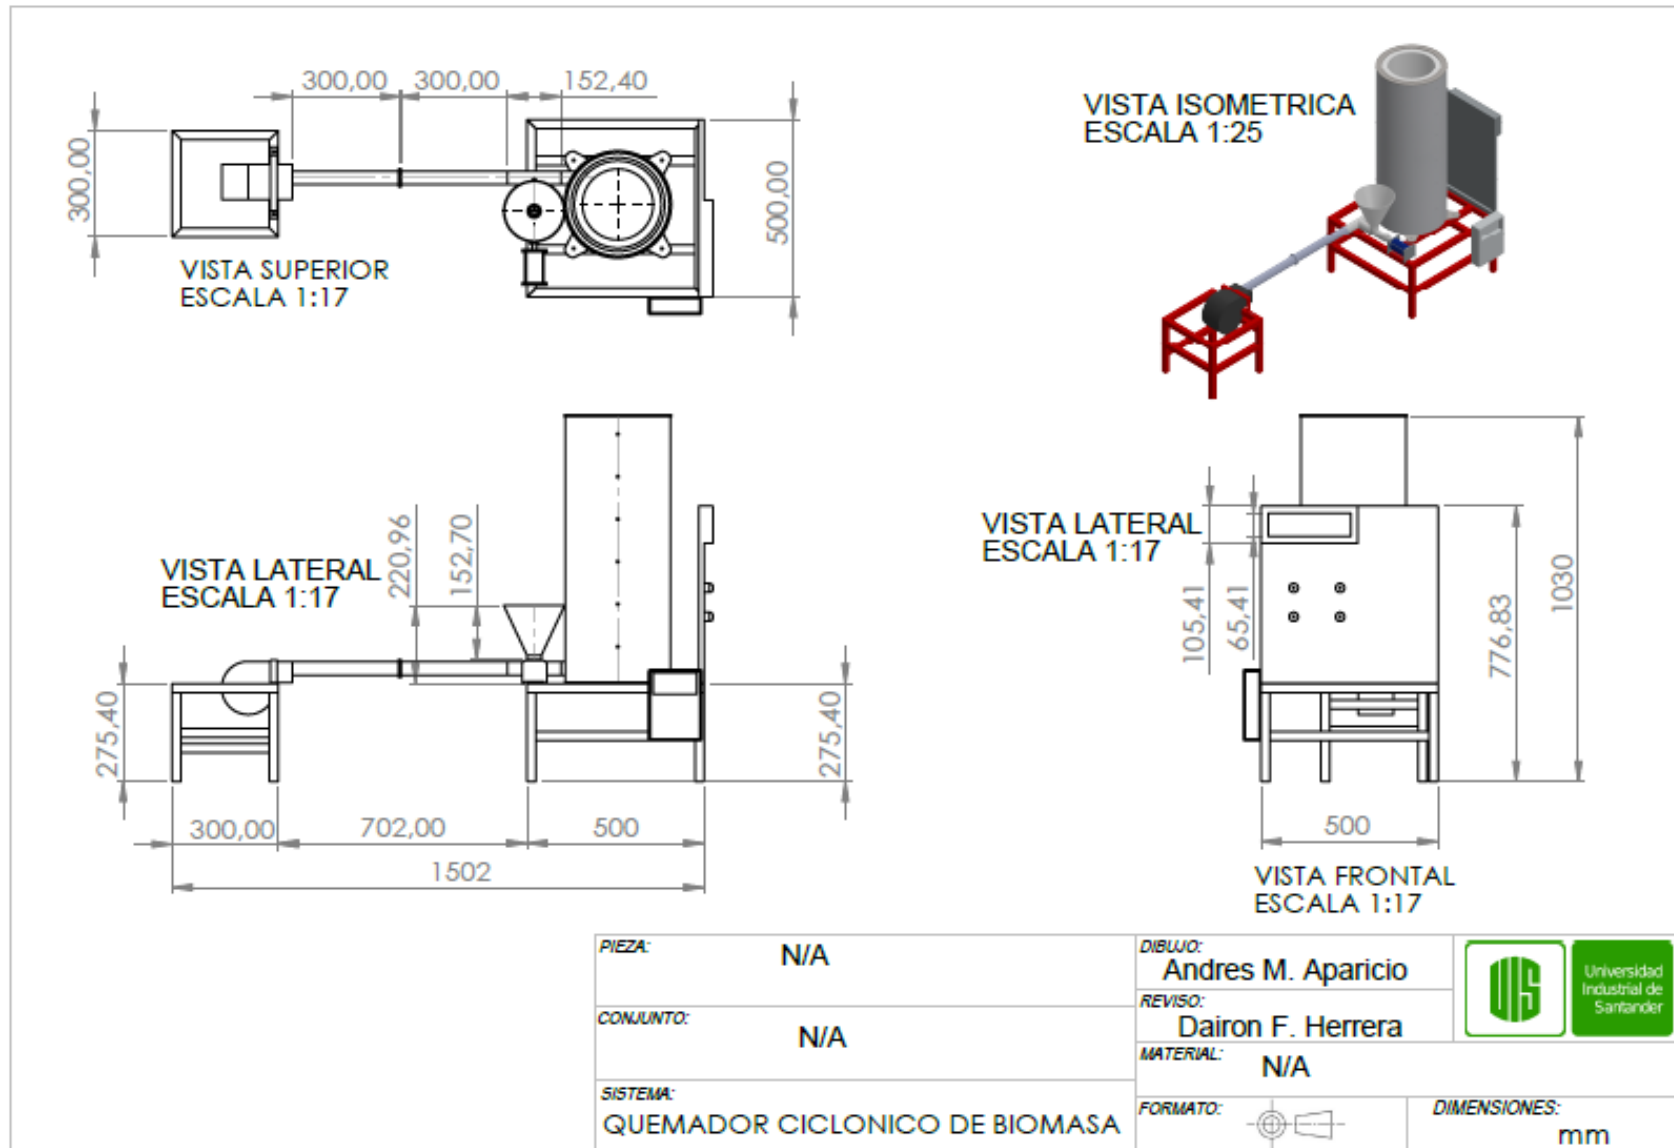 300,00
300,00
152,40
300,00
500,00
VISTA SUPERIOR
ESCALA 1:17
VISTA ISOMETRICA
ESCALA 1:25
VISTA LATERAL
ESCALA 1:17
220,96
152,70
275,40
275,40
300,00
702,00
500
1502
VISTA LATERAL
ESCALA 1:17
105,41
65,41
776,83
1030
500
VISTA FRONTAL
ESCALA 1:17
PIEZA:
N/A
CONJUNTO:
N/A
SISTEMA:
QUEMADOR CICLONICO DE BIOMASA
DIBUJO:
Andres M. Aparicio
REVISO:
Dairon F. Herrera
MATERIAL:
N/A
FORMATO:
DIMENSIONES:
mm
UIS
Universidad
Industrial de
Santander